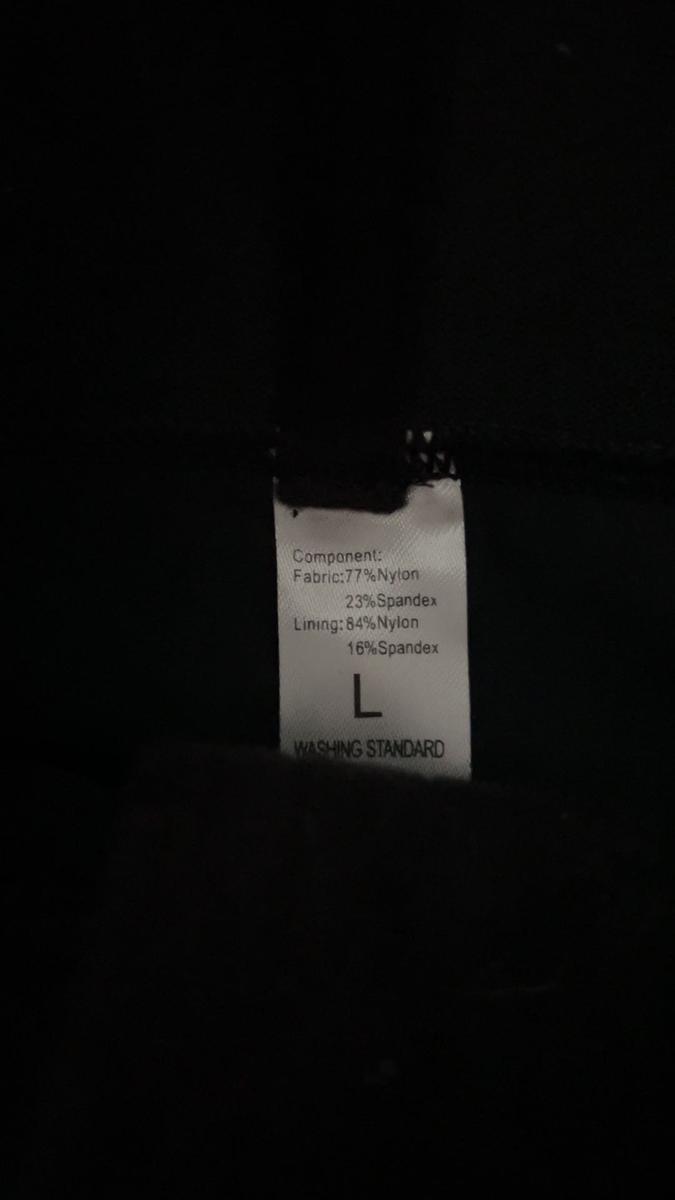 Component:
Fabric:77%Nylon
23%Spandex
Lining:84%Nylon
16%Spandex
L
WASHING STANDARD